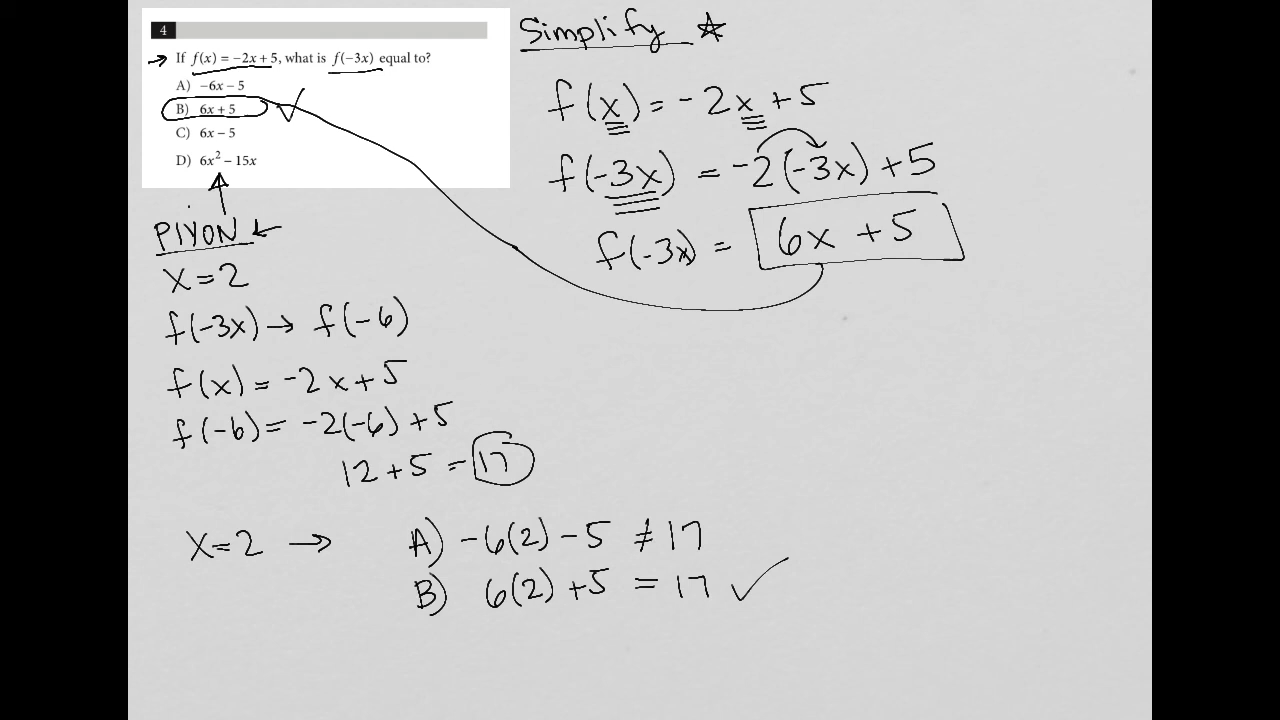 4
If f(x) = −2x + 5, what is f(−3x) equal to?
A) −6x − 5
B) 6x + 5
C) 6x − 5
D) 6x² − 15x
Simplify
f(x) = -2x + 5
f(-3x) = -2(-3x) + 5
f(-3x) = 6x + 5
PIYON
X = 2
f(-3x) → f(-6)
f(x) = -2x + 5
f(-6) = -2(-6) + 5
12 + 5 = 17
X = 2 → A) -6(2) - 5 ≠ 17
B) 6(2) + 5 = 17 ✓